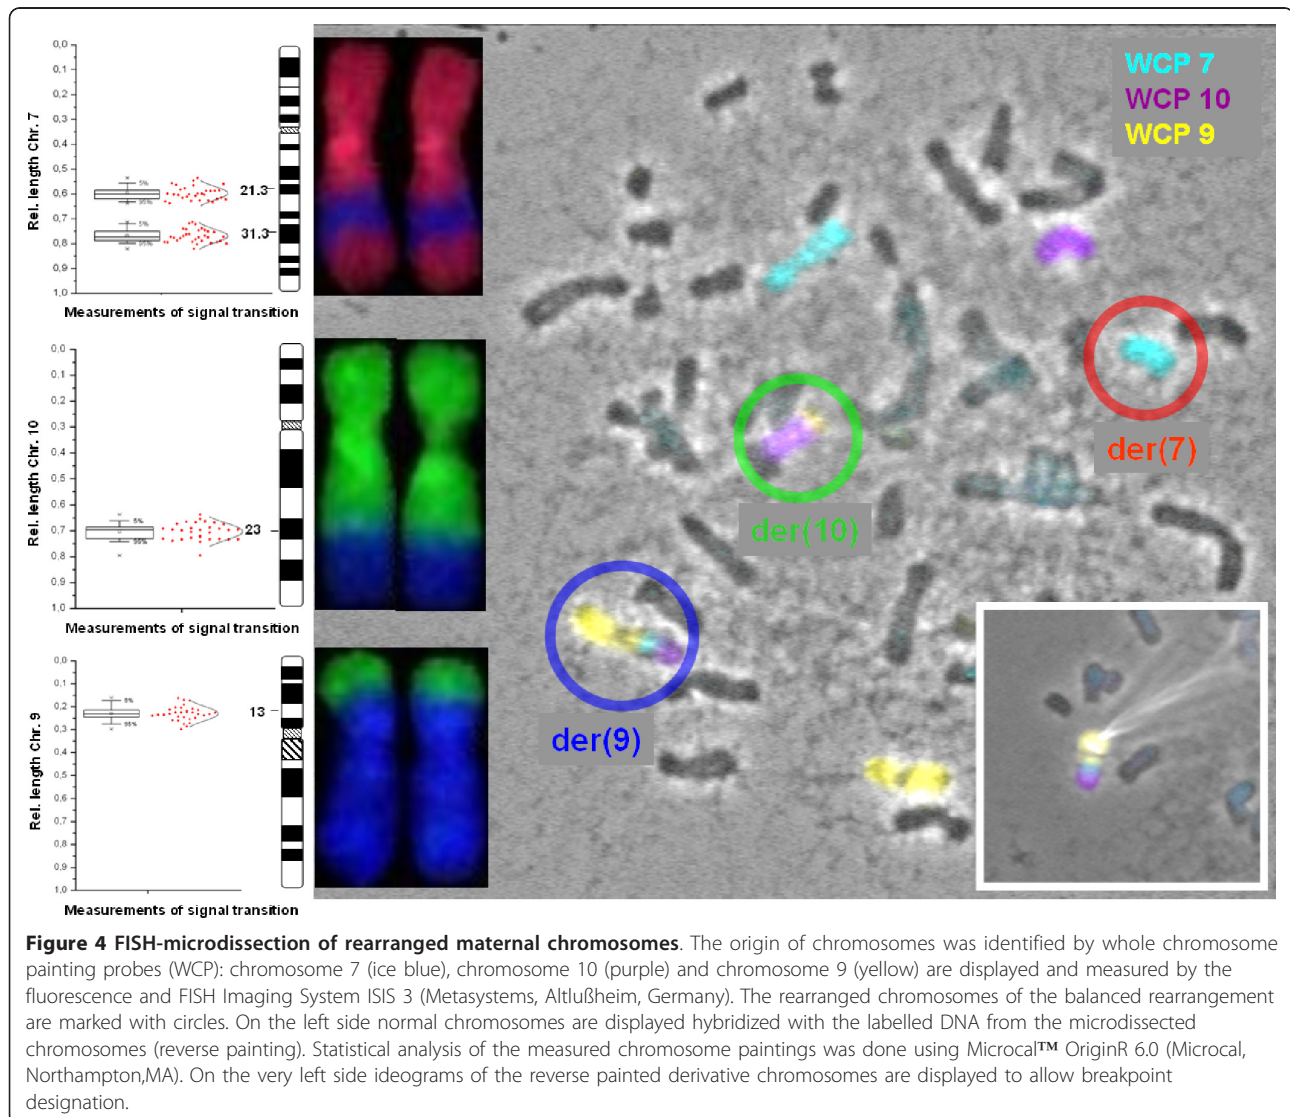 0,0
0,1
0,2
0,3
0,4
0,5
0,6
0,7
0,8
0,9
1,0
Rel. length Chr. 7
5%
95%
5%
95%
21.3
31.3
Measurements of signal transition
0,0
0,1
0,2
0,3
0,4
0,5
0,6
0,7
0,8
0,9
1,0
Rel. length Chr. 10
5%
95%
23
Measurements of signal transition
0,0
0,1
0,2
0,3
0,4
0,5
0,6
0,7
0,8
0,9
1,0
Rel. length Chr. 9
5%
95%
13
Measurements of signal transition
WCP 7
WCP 10
WCP 9
der(7)
der(10)
der(9)
Figure 4 FISH-microdissection of rearranged maternal chromosomes. The origin of chromosomes was identified by whole chromosome
painting probes (WCP): chromosome 7 (ice blue), chromosome 10 (purple) and chromosome 9 (yellow) are displayed and measured by the
fluorescence and FISH Imaging System ISIS 3 (Metasystems, Altlußheim, Germany). The rearranged chromosomes of the balanced rearrangement
are marked with circles. On the left side normal chromosomes are displayed hybridized with the labelled DNA from the microdissected
chromosomes (reverse painting). Statistical analysis of the measured chromosome paintings was done using Microcal™ OriginR 6.0 (Microcal,
Northampton,MA). On the very left side ideograms of the reverse painted derivative chromosomes are displayed to allow breakpoint
designation.